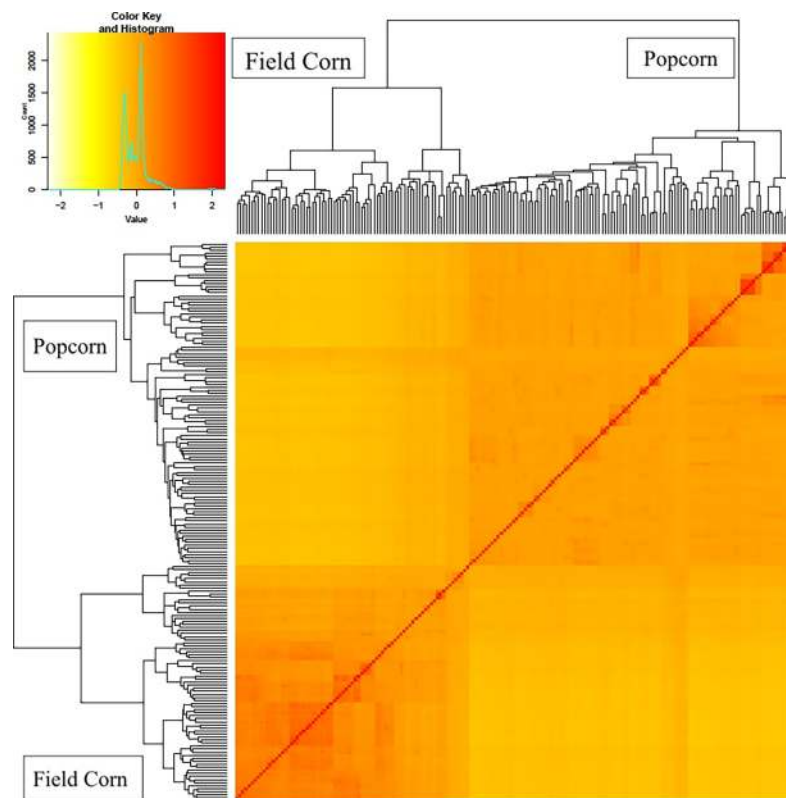 Color Key
and Histogram
Count
2000
1500
1000
500
0
−2 −1 0 1 2
Value
Field Corn
Popcorn
Popcorn
Field Corn